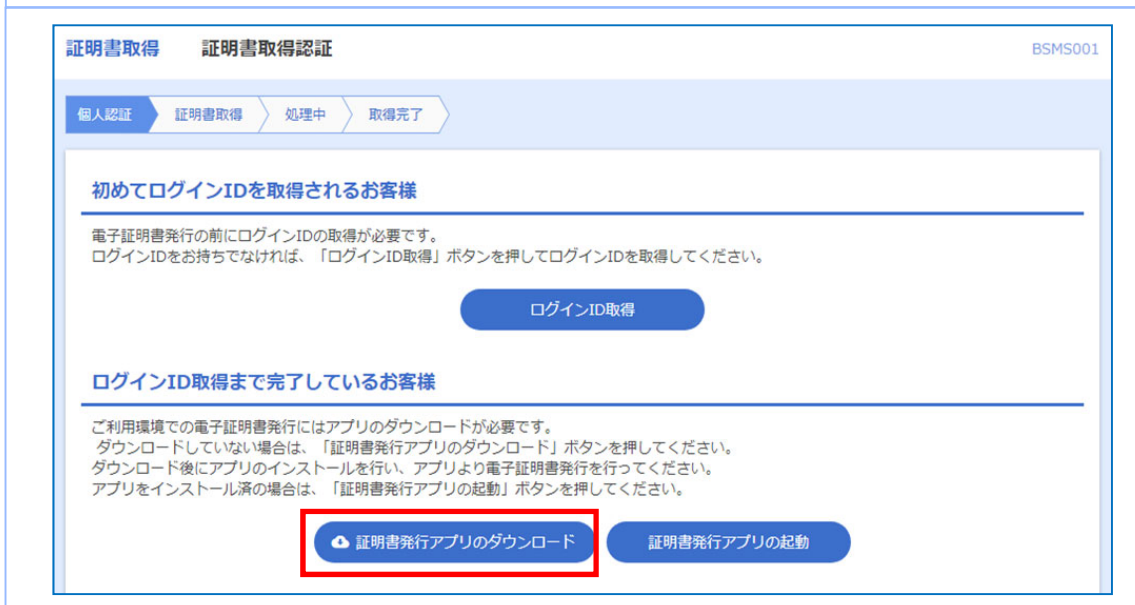 証明書取得 証明書取得認証 BSMS001
個人認証 証明書取得 処理中 取得完了
初めてログインIDを取得されるお客様
電子証明書発行の前にログインIDの取得が必要です。
ログインIDをお持ちでなければ、「ログインID取得」ボタンを押してログインIDを取得してください。
ログインID取得
ログインID取得まで完了しているお客様
ご利用環境での電子証明書発行にはアプリのダウンロードが必要です。
ダウンロードしていない場合は、「証明書発行アプリのダウンロード」ボタンを押してください。
ダウンロード後にアプリのインストールを行い、アプリより電子証明書発行を行ってください。
アプリをインストール済の場合は、「証明書発行アプリの起動」ボタンを押してください。
証明書発行アプリのダウンロード 証明書発行アプリの起動